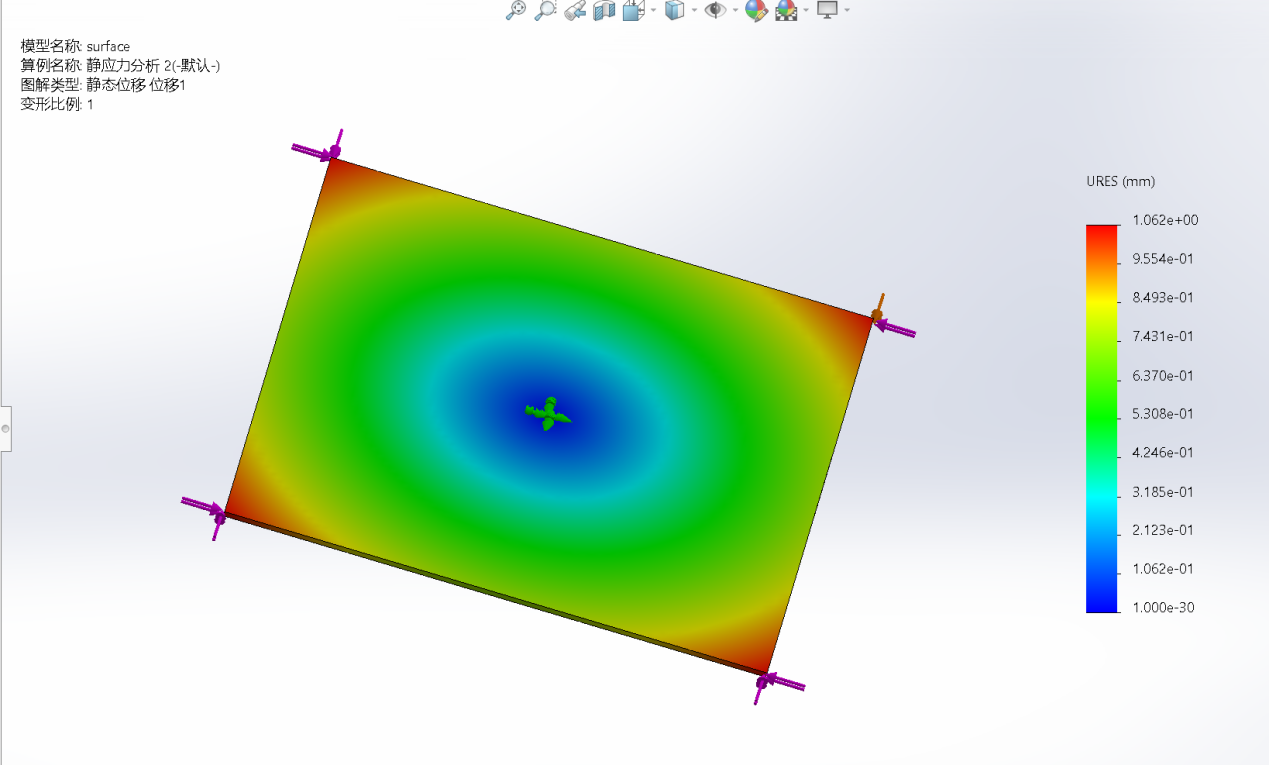 模型名称: surface
算例名称: 静应力分析 2(-默认-)
图解类型: 静态位移 位移1
变形比例: 1
URES (mm)
1.062e+00
9.554e-01
8.493e-01
7.431e-01
6.370e-01
5.308e-01
4.246e-01
3.185e-01
2.123e-01
1.062e-01
1.000e-30